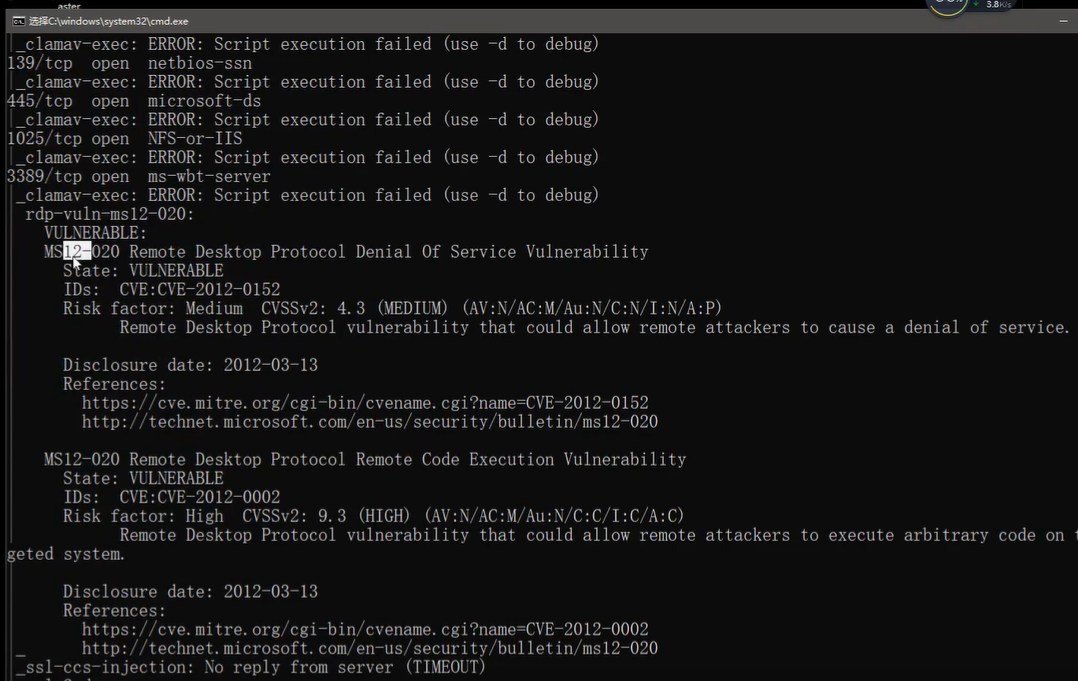 aster
选择C:\windows\system32\cmd.exe
3.8K/s
|_clamav-exec: ERROR: Script execution failed (use -d to debug)
139/tcp  open  netbios-ssn
|_clamav-exec: ERROR: Script execution failed (use -d to debug)
445/tcp  open  microsoft-ds
|_clamav-exec: ERROR: Script execution failed (use -d to debug)
1025/tcp open  NFS-or-IIS
|_clamav-exec: ERROR: Script execution failed (use -d to debug)
3389/tcp open  ms-wbt-server
|_clamav-exec: ERROR: Script execution failed (use -d to debug)
| rdp-vuln-ms12-020:
|   VULNERABLE:
|   MS12-020 Remote Desktop Protocol Denial Of Service Vulnerability
|     State: VULNERABLE
|     IDs:  CVE:CVE-2012-0152
|     Risk factor: Medium  CVSSv2: 4.3 (MEDIUM) (AV:N/AC:M/Au:N/C:N/I:N/A:P)
|           Remote Desktop Protocol vulnerability that could allow remote attackers to cause a denial of service.
|
|     Disclosure date: 2012-03-13
|     References:
|       https://cve.mitre.org/cgi-bin/cvename.cgi?name=CVE-2012-0152
|       http://technet.microsoft.com/en-us/security/bulletin/ms12-020
|
|   MS12-020 Remote Desktop Protocol Remote Code Execution Vulnerability
|     State: VULNERABLE
|     IDs:  CVE:CVE-2012-0002
|     Risk factor: High  CVSSv2: 9.3 (HIGH) (AV:N/AC:M/Au:N/C:C/I:C/A:C)
|           Remote Desktop Protocol vulnerability that could allow remote attackers to execute arbitrary code on t
geted system.
|
|     Disclosure date: 2012-03-13
|     References:
|       https://cve.mitre.org/cgi-bin/cvename.cgi?name=CVE-2012-0002
|_      http://technet.microsoft.com/en-us/security/bulletin/ms12-020
|_ssl-ccs-injection: No reply from server (TIMEOUT)